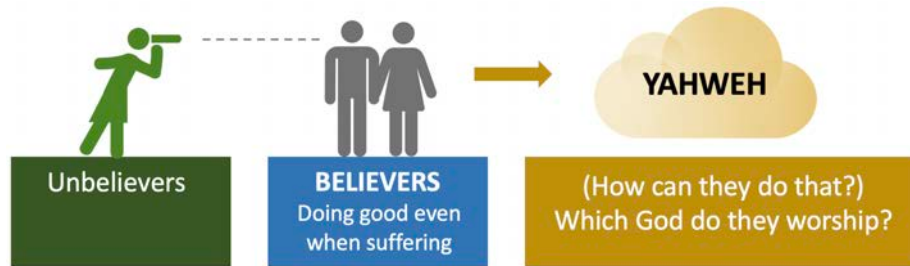 YAHWEH
Unbelievers
BELIEVERS
Doing good even
when suffering
(How can they do that?)
Which God do they worship?